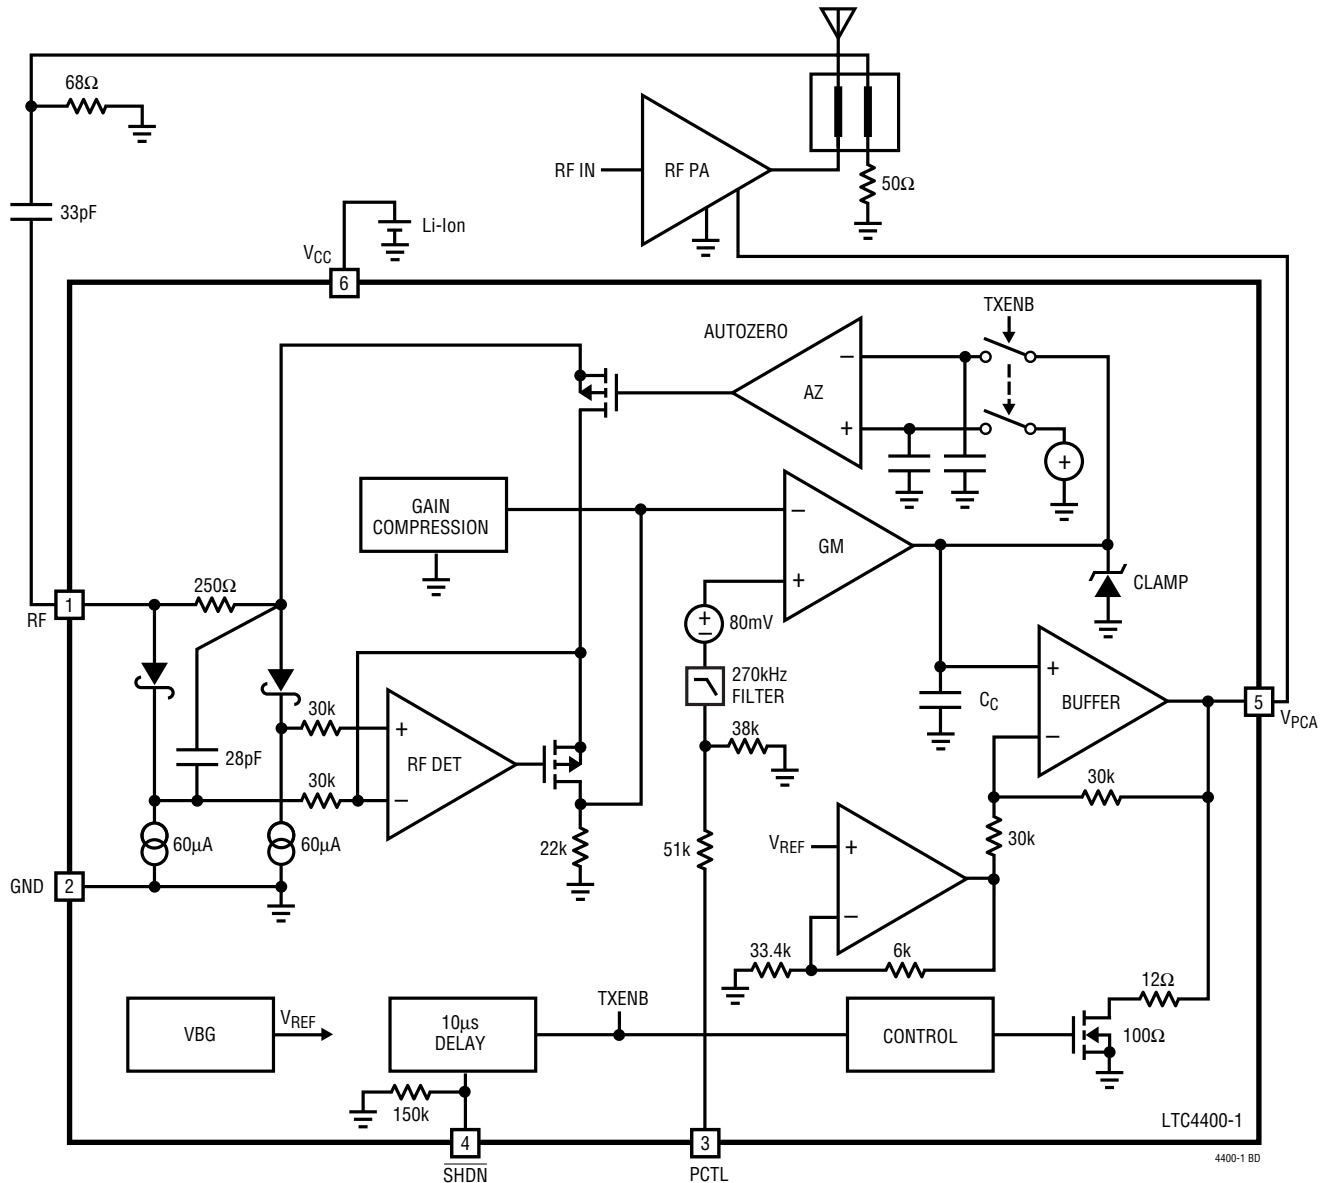 68Ω
33pF
RF IN
RF PA
50Ω
Li-Ion
VCC
6
TXENB
AUTOZERO
–
AZ
+
+
GAIN
COMPRESSION
–
GM
+
CLAMP
250Ω
1
RF
+
–
80mV
270kHz
FILTER
+
BUFFER
–
CC
5
VPCA
30k
+
RF DET
–
38k
28pF
30k
30k
60µA
60µA
22k
51k
VREF
+
–
30k
GND
2
33.4k
6k
12Ω
VBG
VREF
10µs
DELAY
TXENB
CONTROL
100Ω
150k
LTC4400-1
4
SHDN
3
PCTL
4400-1 BD